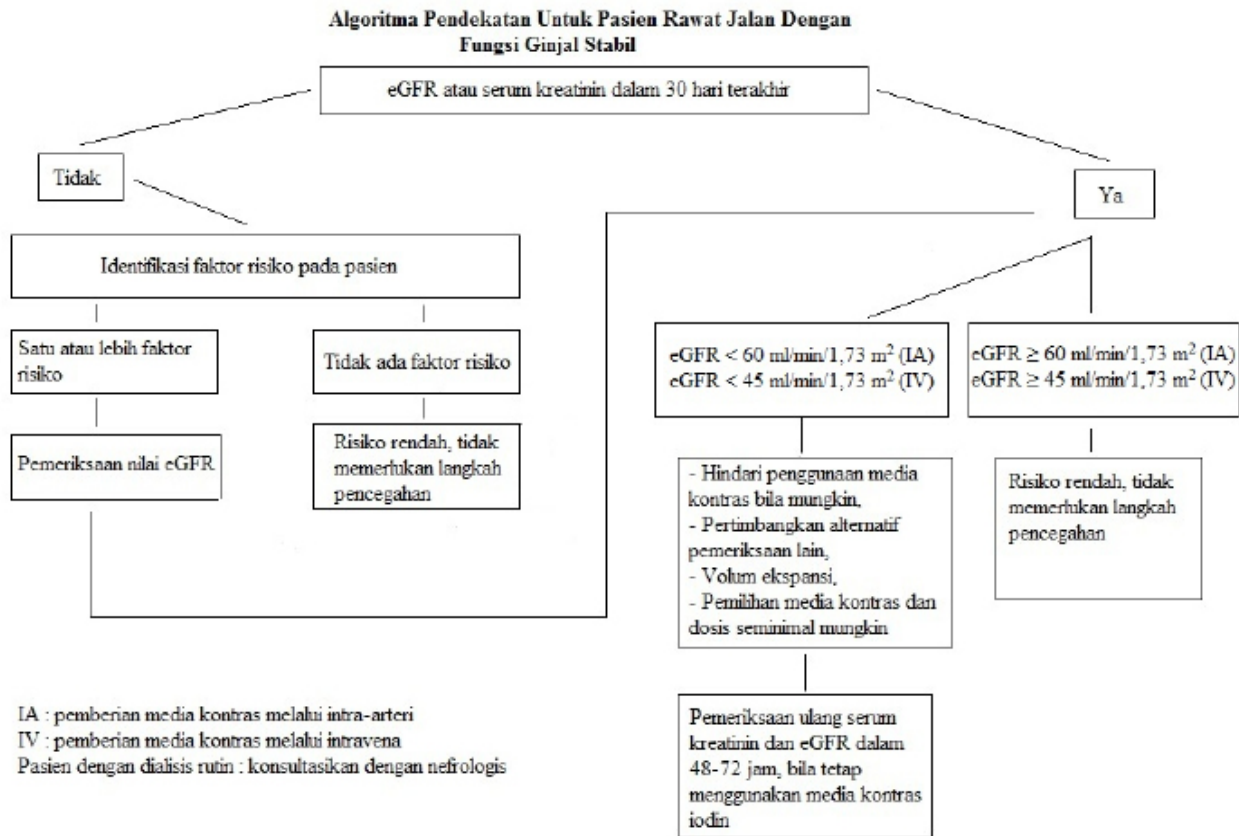 Algoritma Pendekatan Untuk Pasien Rawat Jalan Dengan
Fungsi Ginjal Stabil
eGFR atau serum kreatinin dalam 30 hari terakhir
Tidak
Ya
Identifikasi faktor risiko pada pasien
Satu atau lebih faktor
risiko
Tidak ada faktor risiko
eGFR < 60 ml/min/1,73 m² (IA)
eGFR < 45 ml/min/1,73 m² (IV)
eGFR ≥ 60 ml/min/1,73 m² (IA)
eGFR ≥ 45 ml/min/1,73 m² (IV)
Pemeriksaan nilai eGFR
Risiko rendah, tidak
memerlukan langkah
pencegahan
- Hindari penggunaan media
kontras bila mungkin,
- Pertimbangkan alternatif
pemeriksaan lain,
- Volum ekspansi,
- Pemilihan media kontras dan
dosis seminimal mungkin
Risiko rendah, tidak
memerlukan langkah
pencegahan
Pemeriksaan ulang serum
kreatinin dan eGFR dalam
48-72 jam, bila tetap
menggunakan media kontras
iodin
IA : pemberian media kontras melalui intra-arteri
IV : pemberian media kontras melalui intravena
Pasien dengan dialisis rutin : konsultasikan dengan nefrologis